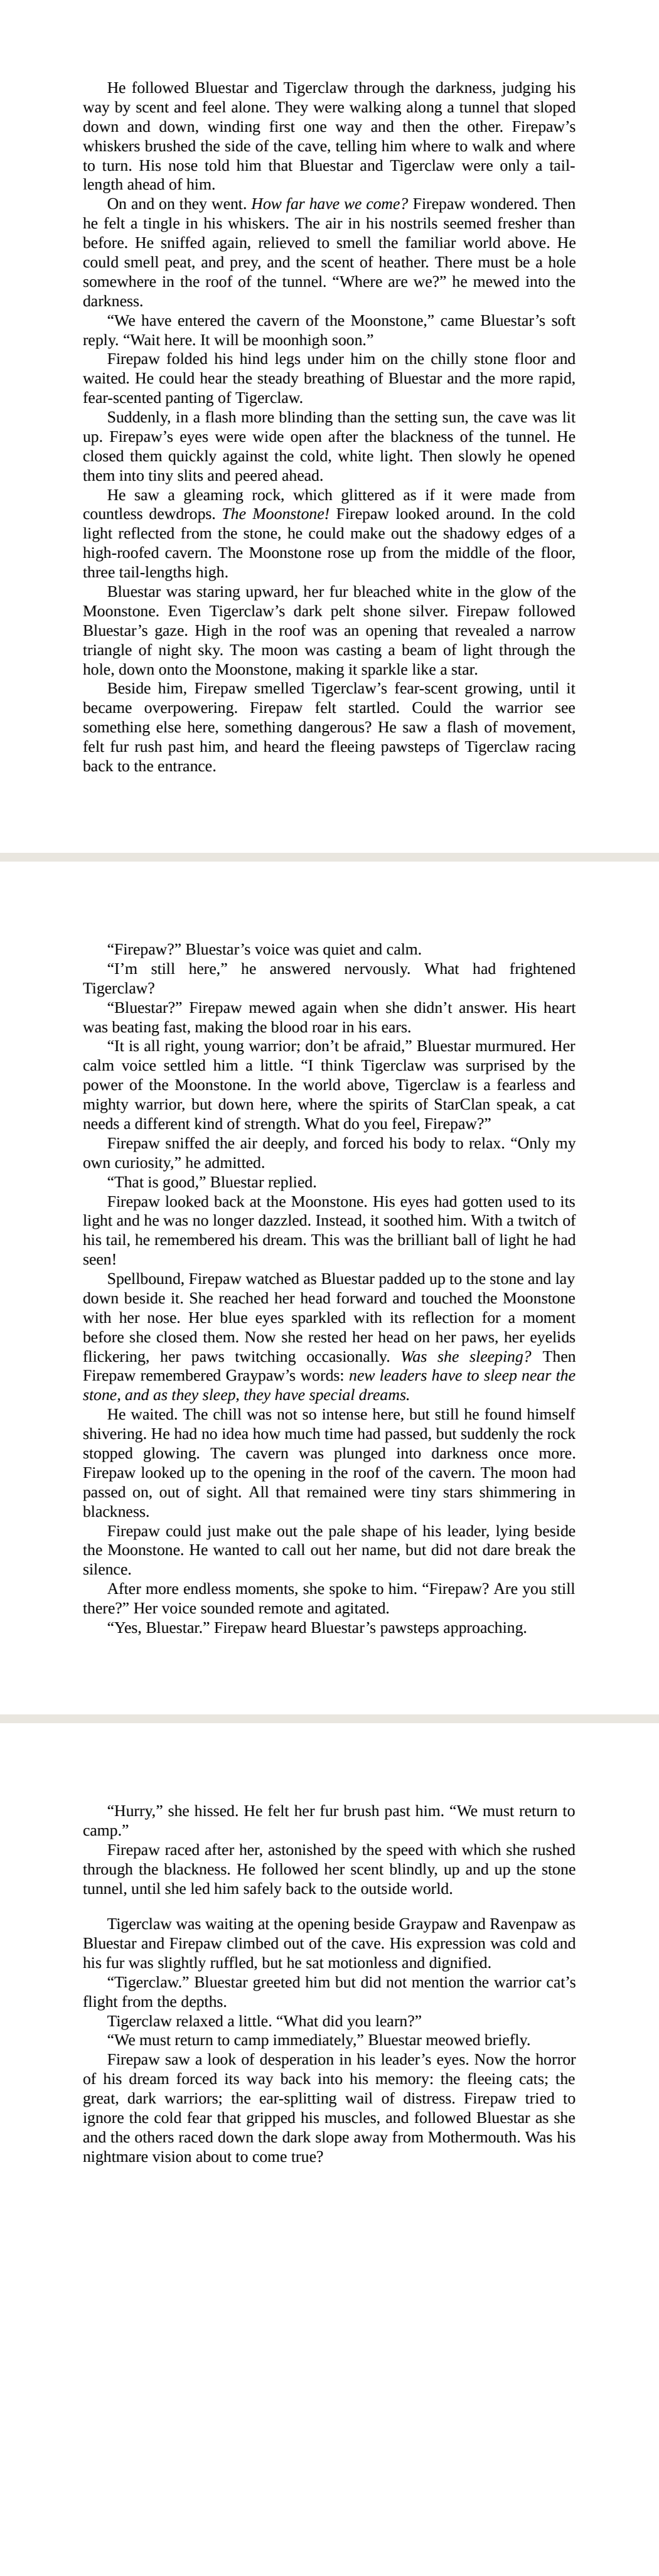 He followed Bluestar and Tigerclaw through the darkness, judging his
way by scent and feel alone. They were walking along a tunnel that sloped
down and down, winding first one way and then the other. Firepaw’s
whiskers brushed the side of the cave, telling him where to walk and where
to turn. His nose told him that Bluestar and Tigerclaw were only a tail-
length ahead of him.
On and on they went. How far have we come? Firepaw wondered. Then
he felt a tingle in his whiskers. The air in his nostrils seemed fresher than
before. He sniffed again, relieved to smell the familiar world above. He
could smell peat, and prey, and the scent of heather. There must be a hole
somewhere in the roof of the tunnel. “Where are we?” he mewed into the
darkness.
“We have entered the cavern of the Moonstone,” came Bluestar’s soft
reply. “Wait here. It will be moonhigh soon.”
Firepaw folded his hind legs under him on the chilly stone floor and
waited. He could hear the steady breathing of Bluestar and the more rapid,
fear-scented panting of Tigerclaw.
Suddenly, in a flash more blinding than the setting sun, the cave was lit
up. Firepaw’s eyes were wide open after the blackness of the tunnel. He
closed them quickly against the cold, white light. Then slowly he opened
them into tiny slits and peered ahead.
He saw a gleaming rock, which glittered as if it were made from
countless dewdrops. The Moonstone! Firepaw looked around. In the cold
light reflected from the stone, he could make out the shadowy edges of a
high-roofed cavern. The Moonstone rose up from the middle of the floor,
three tail-lengths high.
Bluestar was staring upward, her fur bleached white in the glow of the
Moonstone. Even Tigerclaw’s dark pelt shone silver. Firepaw followed
Bluestar’s gaze. High in the roof was an opening that revealed a narrow
triangle of night sky. The moon was casting a beam of light through the
hole, down onto the Moonstone, making it sparkle like a star.
Beside him, Firepaw smelled Tigerclaw’s fear-scent growing, until it
became overpowering. Firepaw felt startled. Could the warrior see
something else here, something dangerous? He saw a flash of movement,
felt fur rush past him, and heard the fleeing pawsteps of Tigerclaw racing
back to the entrance.
“Firepaw?” Bluestar’s voice was quiet and calm.
“I’m still here,” he answered nervously. What had frightened
Tigerclaw?
“Bluestar?” Firepaw mewed again when she didn’t answer. His heart
was beating fast, making the blood roar in his ears.
“It is all right, young warrior; don’t be afraid,” Bluestar murmured. Her
calm voice settled him a little. “I think Tigerclaw was surprised by the
power of the Moonstone. In the world above, Tigerclaw is a fearless and
mighty warrior, but down here, where the spirits of StarClan speak, a cat
needs a different kind of strength. What do you feel, Firepaw?”
Firepaw sniffed the air deeply, and forced his body to relax. “Only my
own curiosity,” he admitted.
“That is good,” Bluestar replied.
Firepaw looked back at the Moonstone. His eyes had gotten used to its
light and he was no longer dazzled. Instead, it soothed him. With a twitch of
his tail, he remembered his dream. This was the brilliant ball of light he had
seen!
Spellbound, Firepaw watched as Bluestar padded up to the stone and lay
down beside it. She reached her head forward and touched the Moonstone
with her nose. Her blue eyes sparkled with its reflection for a moment
before she closed them. Now she rested her head on her paws, her eyelids
flickering, her paws twitching occasionally. Was she sleeping? Then
Firepaw remembered Graypaw’s words: new leaders have to sleep near the
stone, and as they sleep, they have special dreams.
He waited. The chill was not so intense here, but still he found himself
shivering. He had no idea how much time had passed, but suddenly the rock
stopped glowing. The cavern was plunged into darkness once more.
Firepaw looked up to the opening in the roof of the cavern. The moon had
passed on, out of sight. All that remained were tiny stars shimmering in
blackness.
Firepaw could just make out the pale shape of his leader, lying beside
the Moonstone. He wanted to call out her name, but did not dare break the
silence.
After more endless moments, she spoke to him. “Firepaw? Are you still
there?” Her voice sounded remote and agitated.
“Yes, Bluestar.” Firepaw heard Bluestar’s pawsteps approaching.
“Hurry,” she hissed. He felt her fur brush past him. “We must return to
camp.”
Firepaw raced after her, astonished by the speed with which she rushed
through the blackness. He followed her scent blindly, up and up the stone
tunnel, until she led him safely back to the outside world.
Tigerclaw was waiting at the opening beside Graypaw and Ravenpaw as
Bluestar and Firepaw climbed out of the cave. His expression was cold and
his fur was slightly ruffled, but he sat motionless and dignified.
“Tigerclaw.” Bluestar greeted him but did not mention the warrior cat’s
flight from the depths.
Tigerclaw relaxed a little. “What did you learn?”
“We must return to camp immediately,” Bluestar meowed briefly.
Firepaw saw a look of desperation in his leader’s eyes. Now the horror
of his dream forced its way back into his memory: the fleeing cats; the
great, dark warriors; the ear-splitting wail of distress. Firepaw tried to
ignore the cold fear that gripped his muscles, and followed Bluestar as she
and the others raced down the dark slope away from Mothermouth. Was his
nightmare vision about to come true?